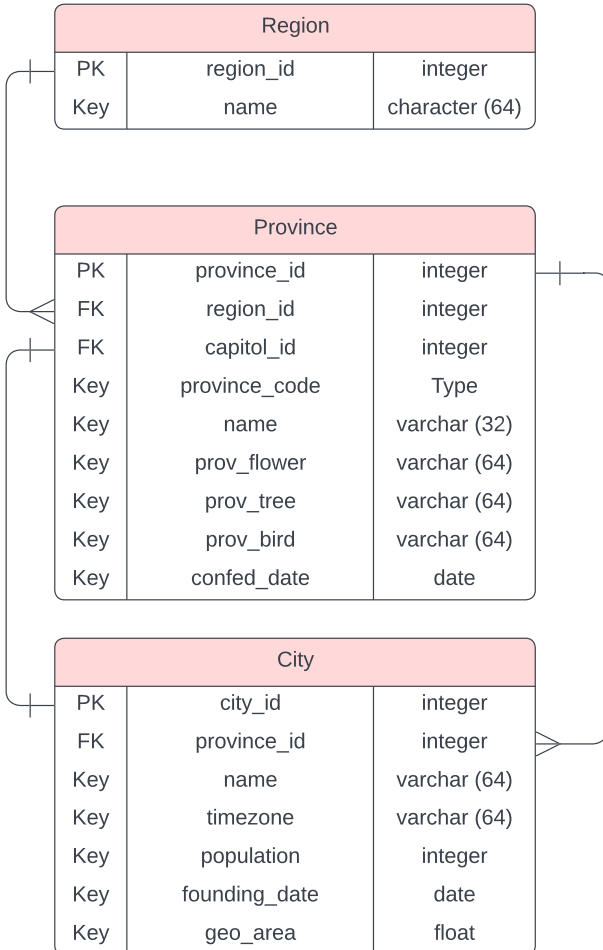 Region
PK region_id integer
Key name character (64)
Province
PK province_id integer
FK region_id integer
FK capitol_id integer
Key province_code Type
Key name varchar (32)
Key prov_flower varchar (64)
Key prov_tree varchar (64)
Key prov_bird varchar (64)
Key confed_date date
City
PK city_id integer
FK province_id integer
Key name varchar (64)
Key timezone varchar (64)
Key population integer
Key founding_date date
Key geo_area float